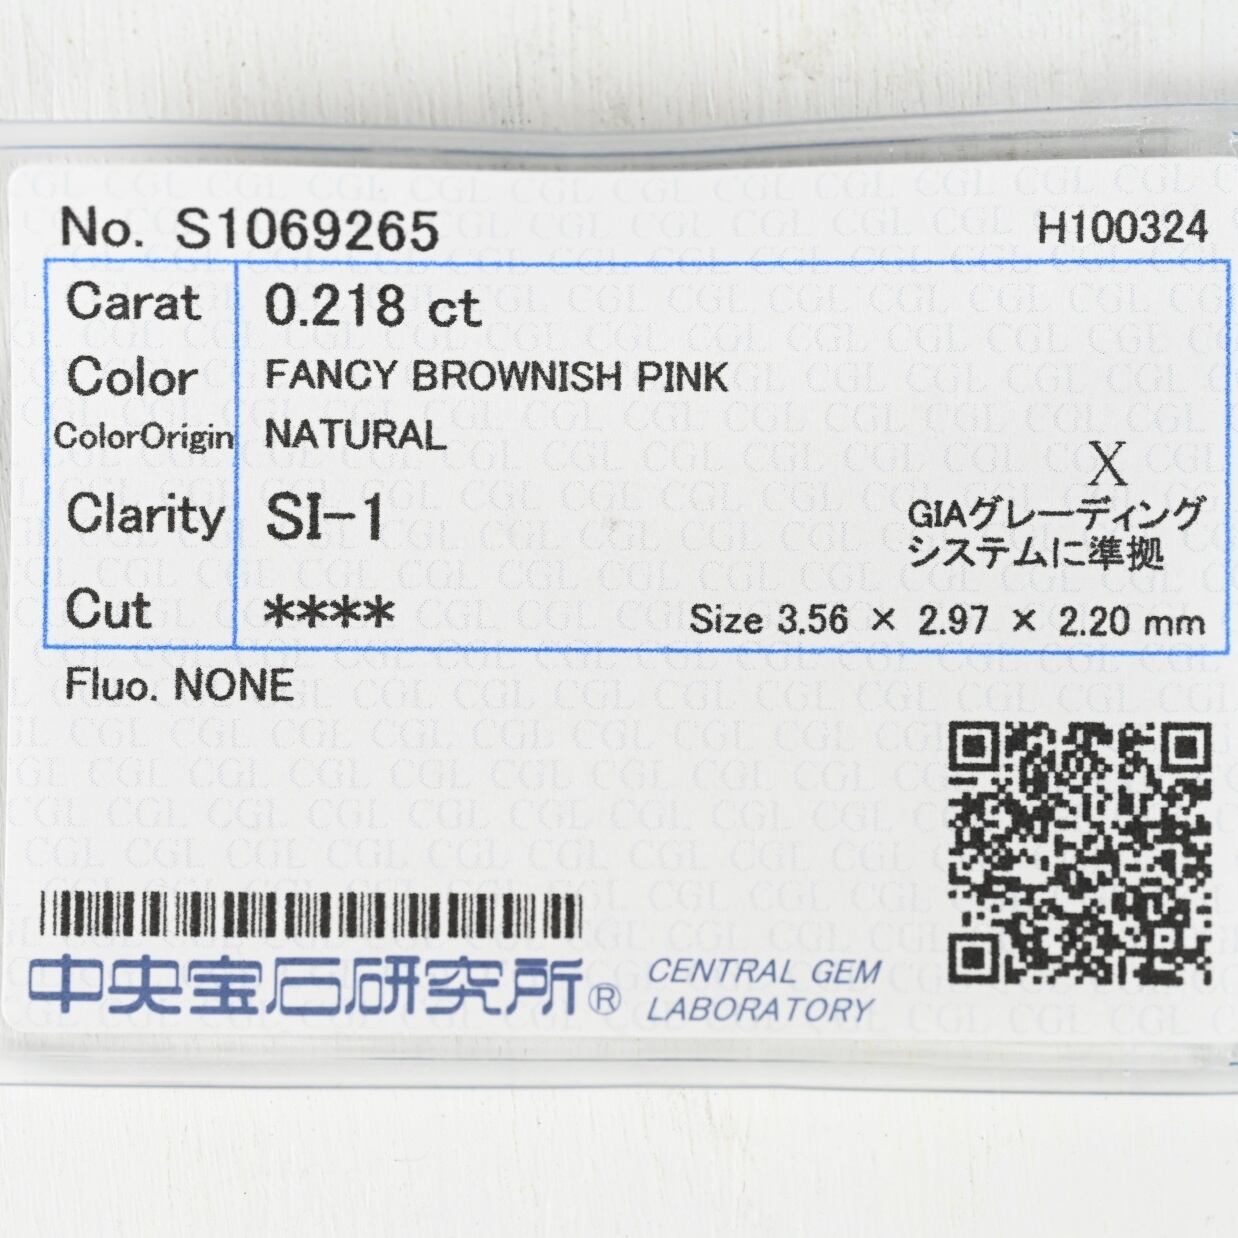 No. S1069265 H100324
Carat 0.218 ct
Color FANCY BROWNISH PINK
ColorOrigin NATURAL
X
Clarity SI-1 GIAグレーディング
システムに準拠
Cut **** Size 3.56 × 2.97 × 2.20 mm
Fluo. NONE
中央宝石研究所® CENTRAL GEM
LABORATORY